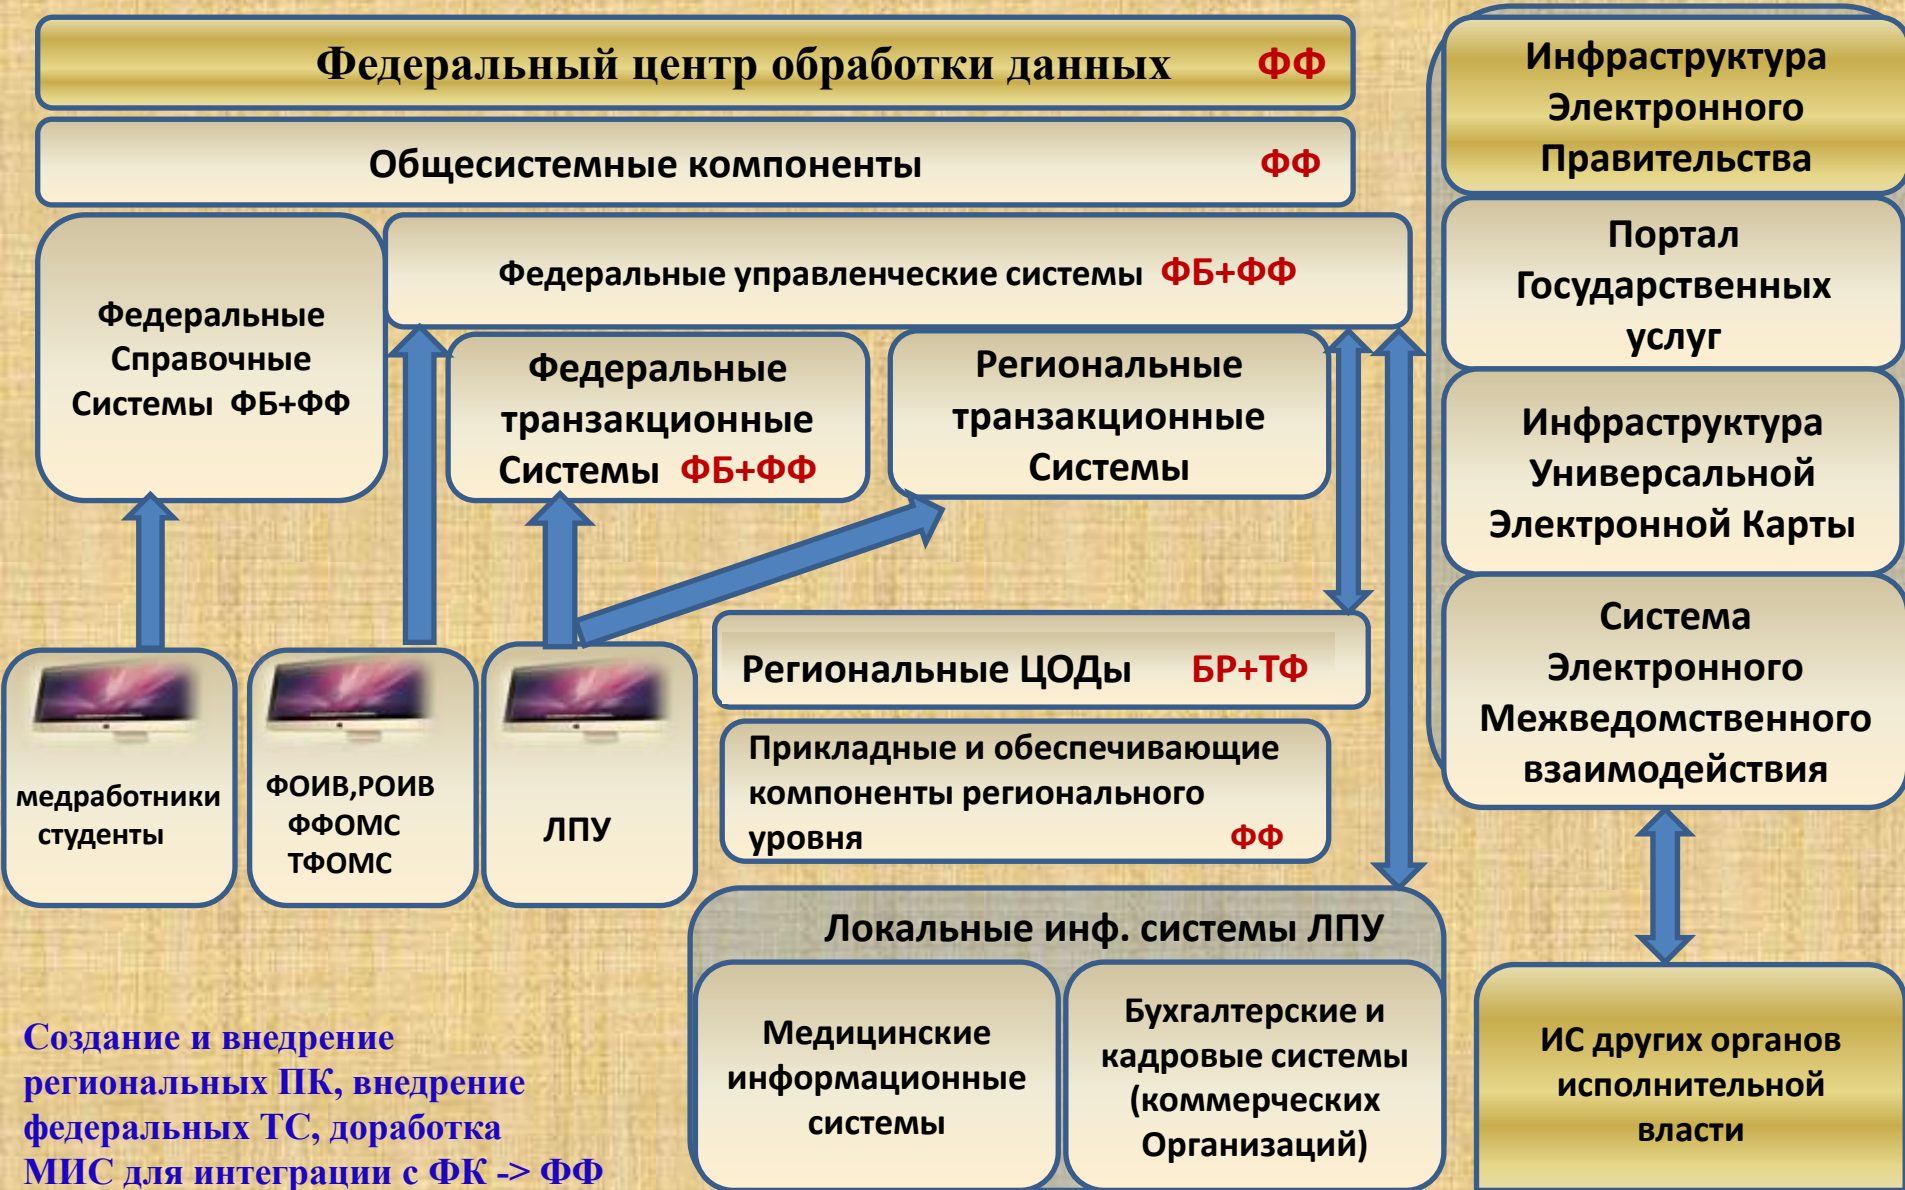 Федеральный центр обработки данных ФФ
Общесистемные компоненты ФФ
Федеральные
Справочные
Системы ФБ+ФФ
Федеральные управленческие системы ФБ+ФФ
Федеральные
транзакционные
Системы ФБ+ФФ
Региональные
транзакционные
Системы
медработники
студенты
ФОИВ,РОИВ
ФФОМС
ТФОМС
ЛПУ
Региональные ЦОДы БР+ТФ
Прикладные и обеспечивающие
компоненты регионального
уровня ФФ
Локальные инф. системы ЛПУ
Медицинские
информационные
системы
Бухгалтерские и
кадровые системы
(коммерческих
Организаций)
Создание и внедрение
региональных ПК, внедрение
федеральных ТС, доработка
МИС для интеграции с ФК -> ФФ
Инфраструктура
Электронного
Правительства
Портал
Государственных
услуг
Инфраструктура
Универсальной
Электронной Карты
Система
Электронного
Межведомственного
взаимодействия
ИС других органов
исполнительной
власти